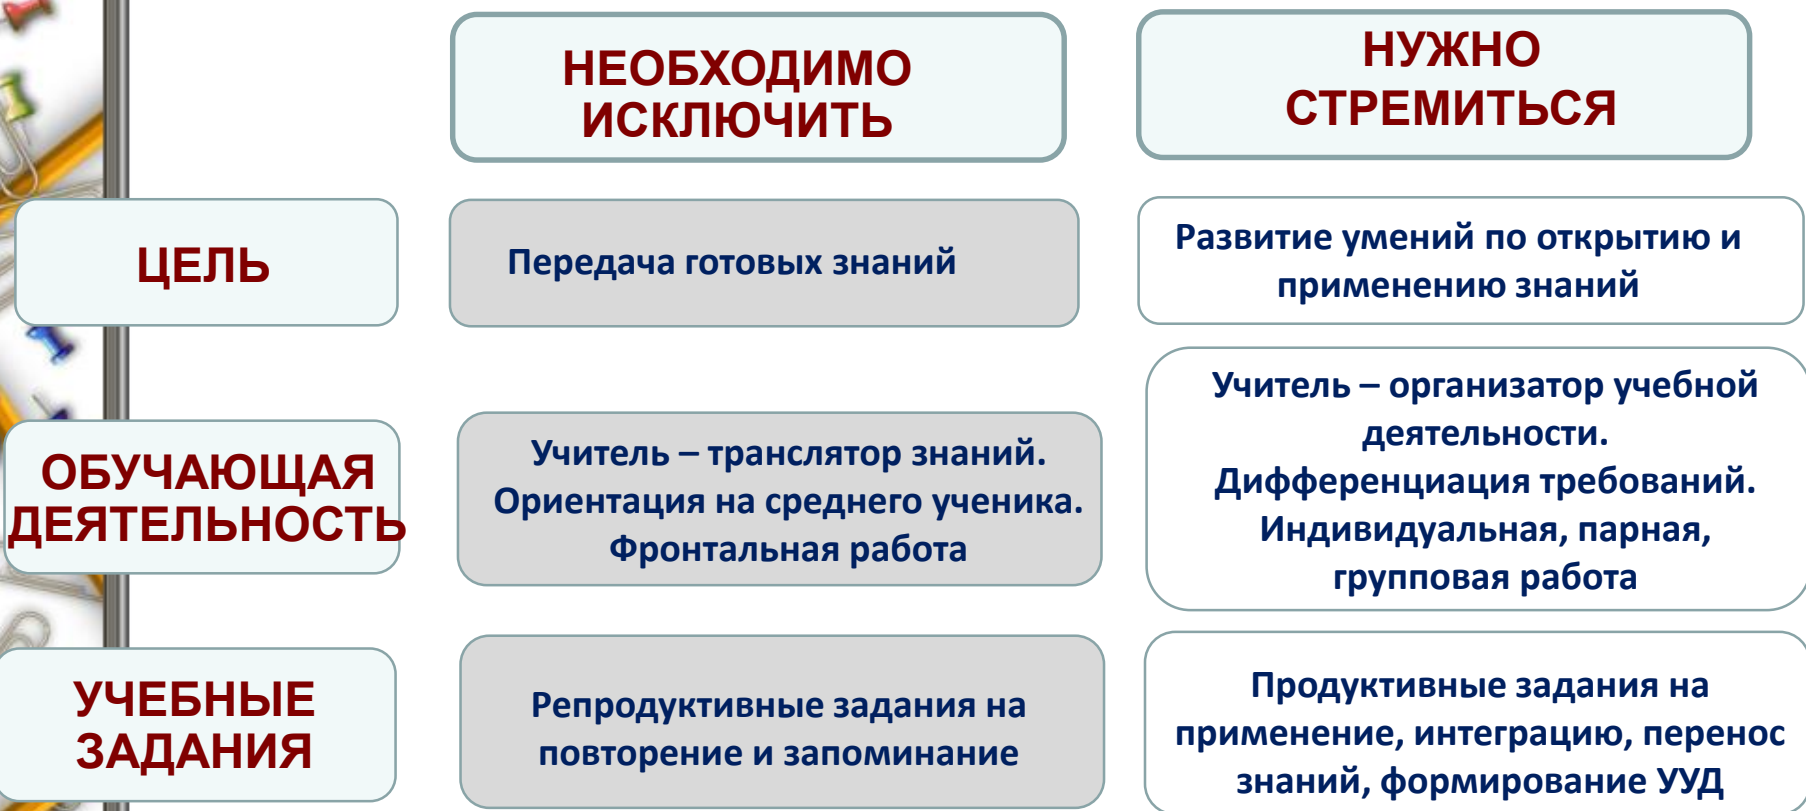 НЕОБХОДИМО
ИСКЛЮЧИТЬ
НУЖНО
СТРЕМИТЬСЯ
ЦЕЛЬ
Передача готовых знаний
Развитие умений по открытию и
применению знаний
ОБУЧАЮЩАЯ
ДЕЯТЕЛЬНОСТЬ
Учитель – транслятор знаний.
Ориентация на среднего ученика.
Фронтальная работа
Учитель – организатор учебной
деятельности.
Дифференциация требований.
Индивидуальная, парная,
групповая работа
УЧЕБНЫЕ
ЗАДАНИЯ
Репродуктивные задания на
повторение и запоминание
Продуктивные задания на
применение, интеграцию, перенос
знаний, формирование УУД